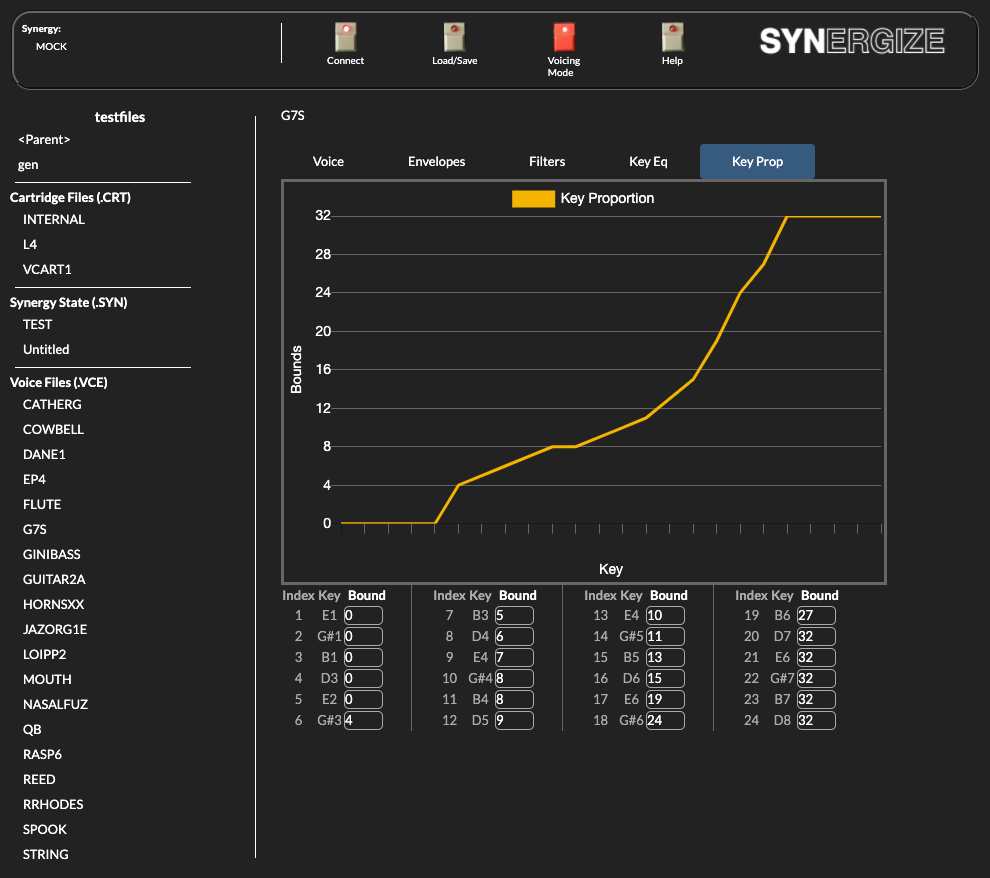 Synergy:
MOCK
Connect
Load/Save
Voicing Mode
Help
SYNERGIZE
testfiles
<Parent>
gen
Cartridge Files (.CRT)
INTERNAL
L4
VCART1
Synergy State (.SYN)
TEST
Untitled
Voice Files (.VCE)
CATHERG
COWBELL
DANE1
EP4
FLUTE
G7S
GINIBASS
GUITAR2A
HORNSXX
JAZORG1E
LOIPP2
MOUTH
NASALFUZ
QB
RASP6
REED
RRHODES
SPOOK
STRING
G7S
Voice Envelopes Filters Key Eq Key Prop
Key Proportion
32
28
24
20
16
12
8
4
0
Bounds
Key
Index Key Bound Index Key Bound Index Key Bound Index Key Bound
1 E1 0 7 B3 5 13 E4 10 19 B6 27
2 G#1 0 8 D4 6 14 G#5 11 20 D7 32
3 B1 0 9 E4 7 15 B5 13 21 E6 32
4 D3 0 10 G#4 8 16 D6 15 22 G#7 32
5 E2 0 11 B4 8 17 E6 19 23 B7 32
6 G#3 4 12 D5 9 18 G#6 24 24 D8 32